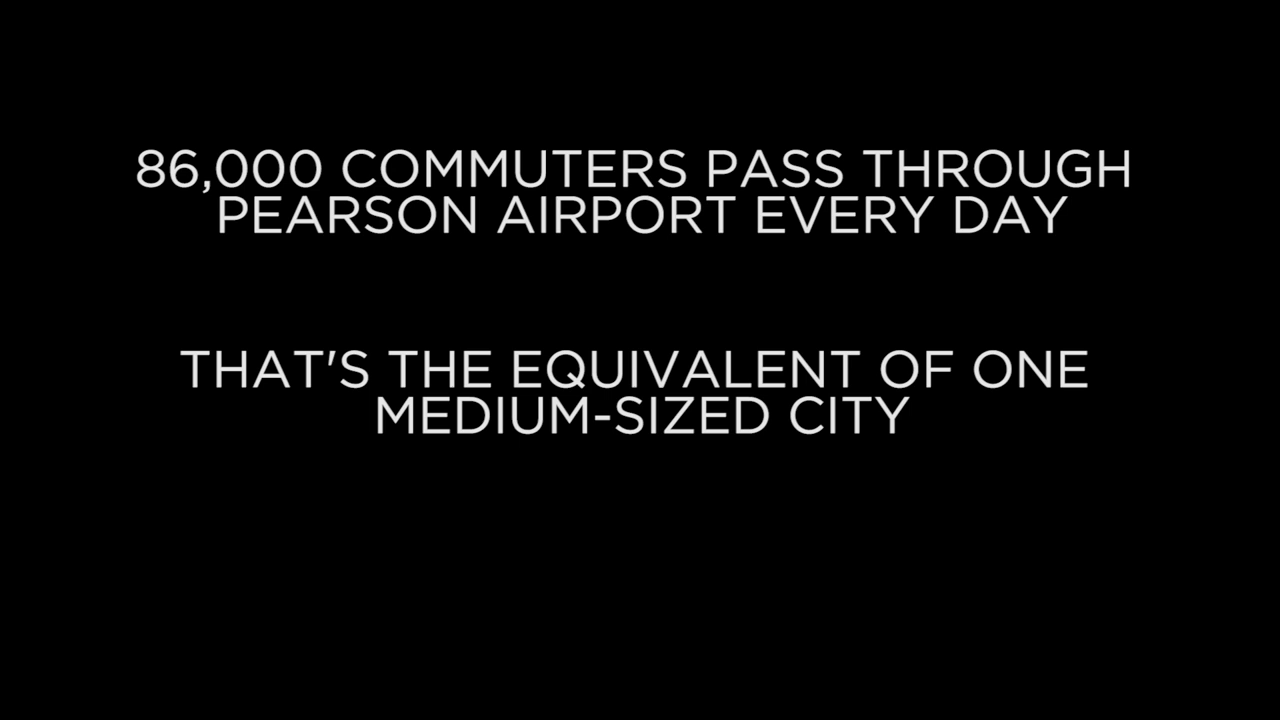 86,000 COMMUTERS PASS THROUGH
PEARSON AIRPORT EVERY DAY
THAT'S THE EQUIVALENT OF ONE
MEDIUM-SIZED CITY